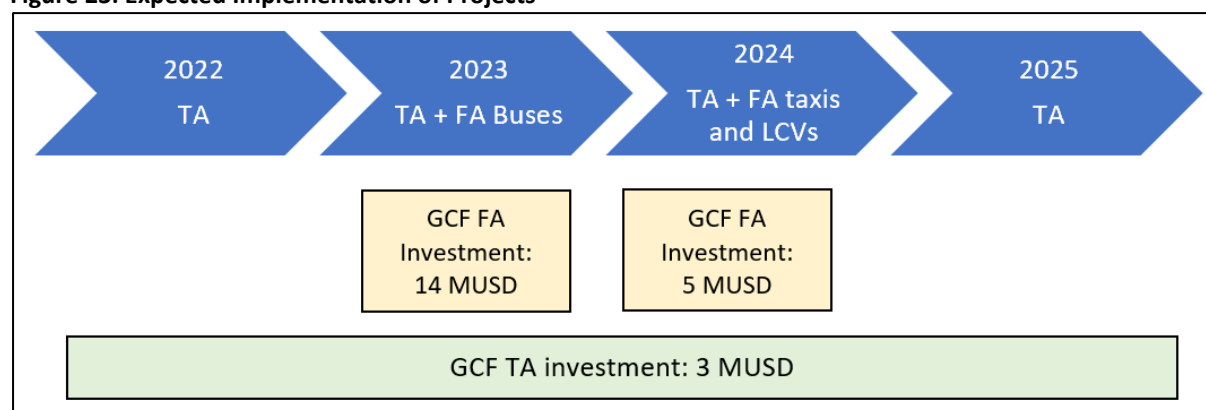 2022
TA
2023
TA + FA Buses
2024
TA + FA taxis
and LCVs
2025
TA
GCF FA
Investment:
14 MUSD
GCF FA
Investment:
5 MUSD
GCF TA investment: 3 MUSD